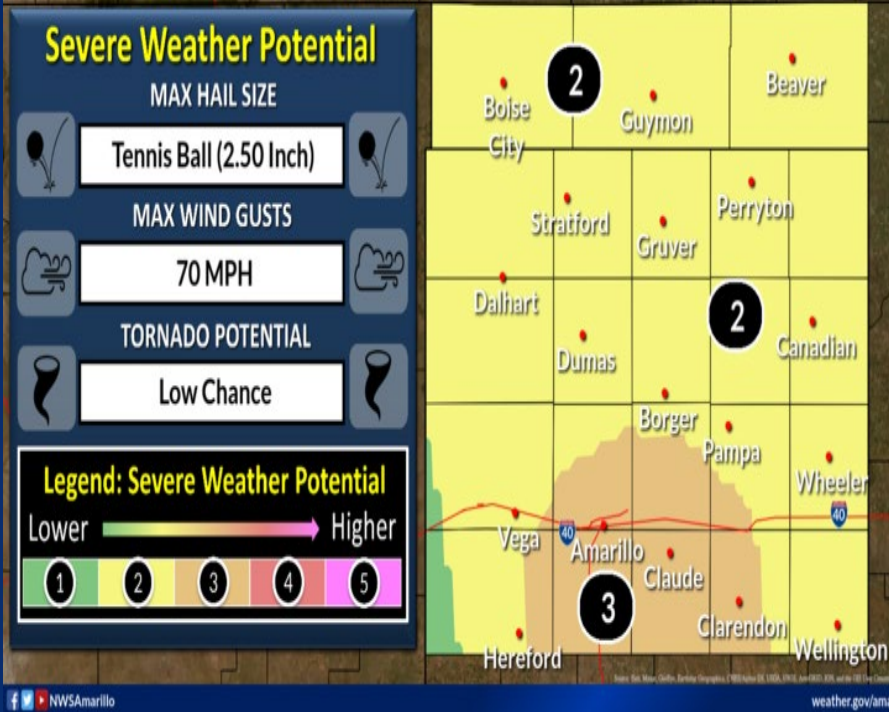 Severe Weather Potential
MAX HAIL SIZE
Tennis Ball (2.50 Inch)
MAX WIND GUSTS
70 MPH
TORNADO POTENTIAL
Low Chance
Legend: Severe Weather Potential
Lower
Higher
1 2 3 4 5
2
Boise
City
Guymon
Beaver
Stratford
Gruver
Perryton
Dalhart
Dumas
2
Canadian
Borger
Pampa
Wheeler
Vega
40
Amarillo
40
Claude
3
Clarendon
Hereford
Wellington
NWSAmarillo
weather.gov/ama